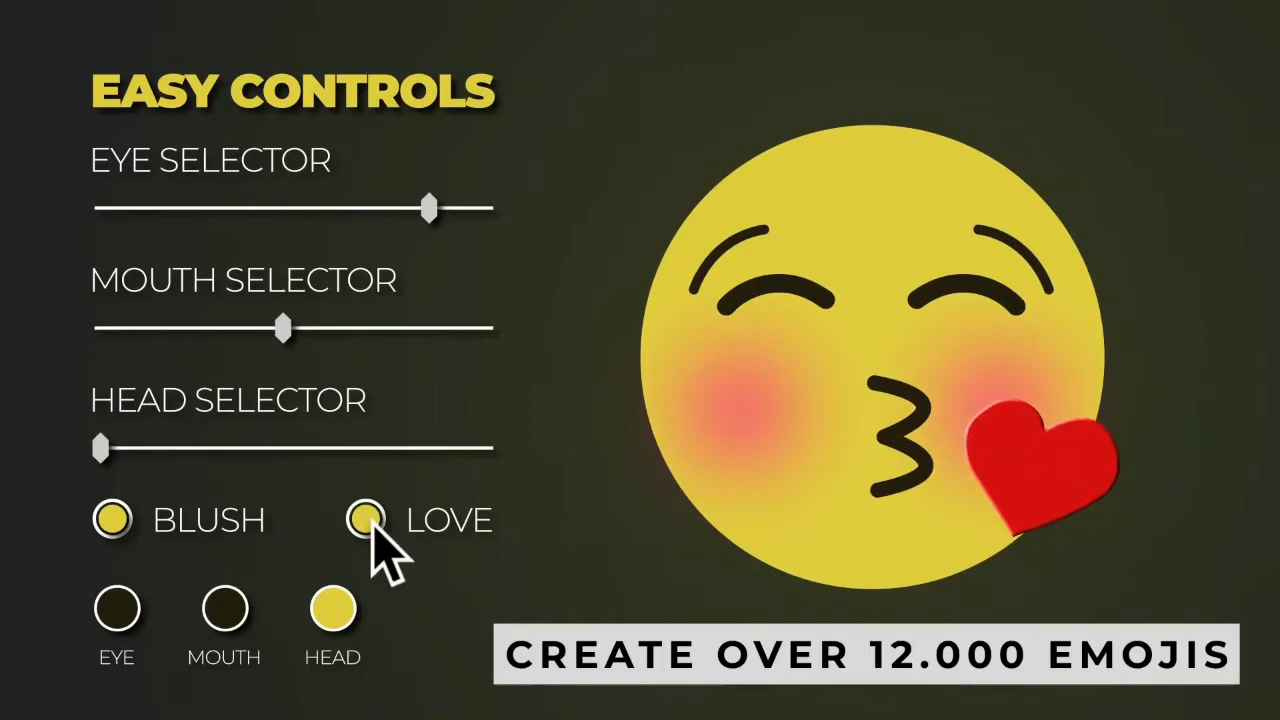 EASY CONTROLS
EYE SELECTOR
MOUTH SELECTOR
HEAD SELECTOR
BLUSH
LOVE
EYE
MOUTH
HEAD
CREATE OVER 12.000 EMOJIS